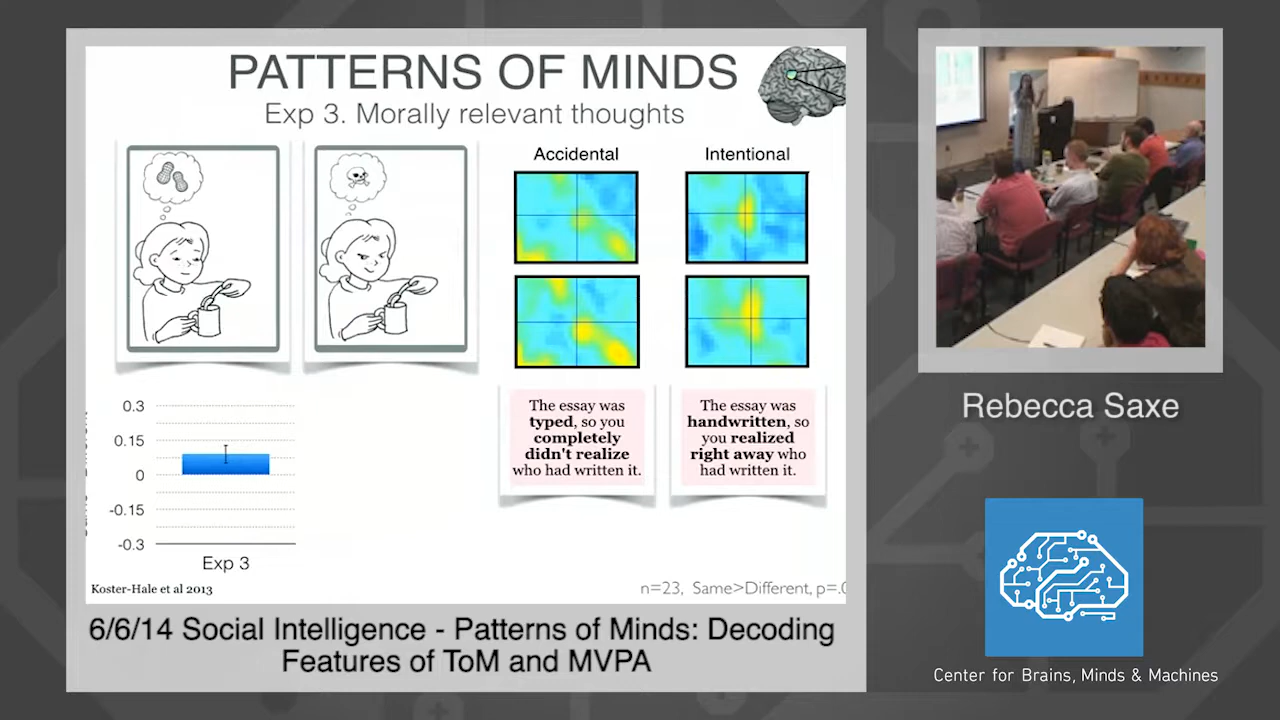 PATTERNS OF MINDS
Exp 3. Morally relevant thoughts
Accidental
Intentional
The essay was
typed, so you
completely
didn't realize
who had written it.
The essay was
handwritten, so
you realized
right away who
had written it.
0.3
0.15
0
-0.15
-0.3
Exp 3
Koster-Hale et al 2013
n=23, Same>Different, p=.0
6/6/14 Social Intelligence - Patterns of Minds: Decoding
Features of ToM and MVPA
Rebecca Saxe
Center for Brains, Minds & Machines